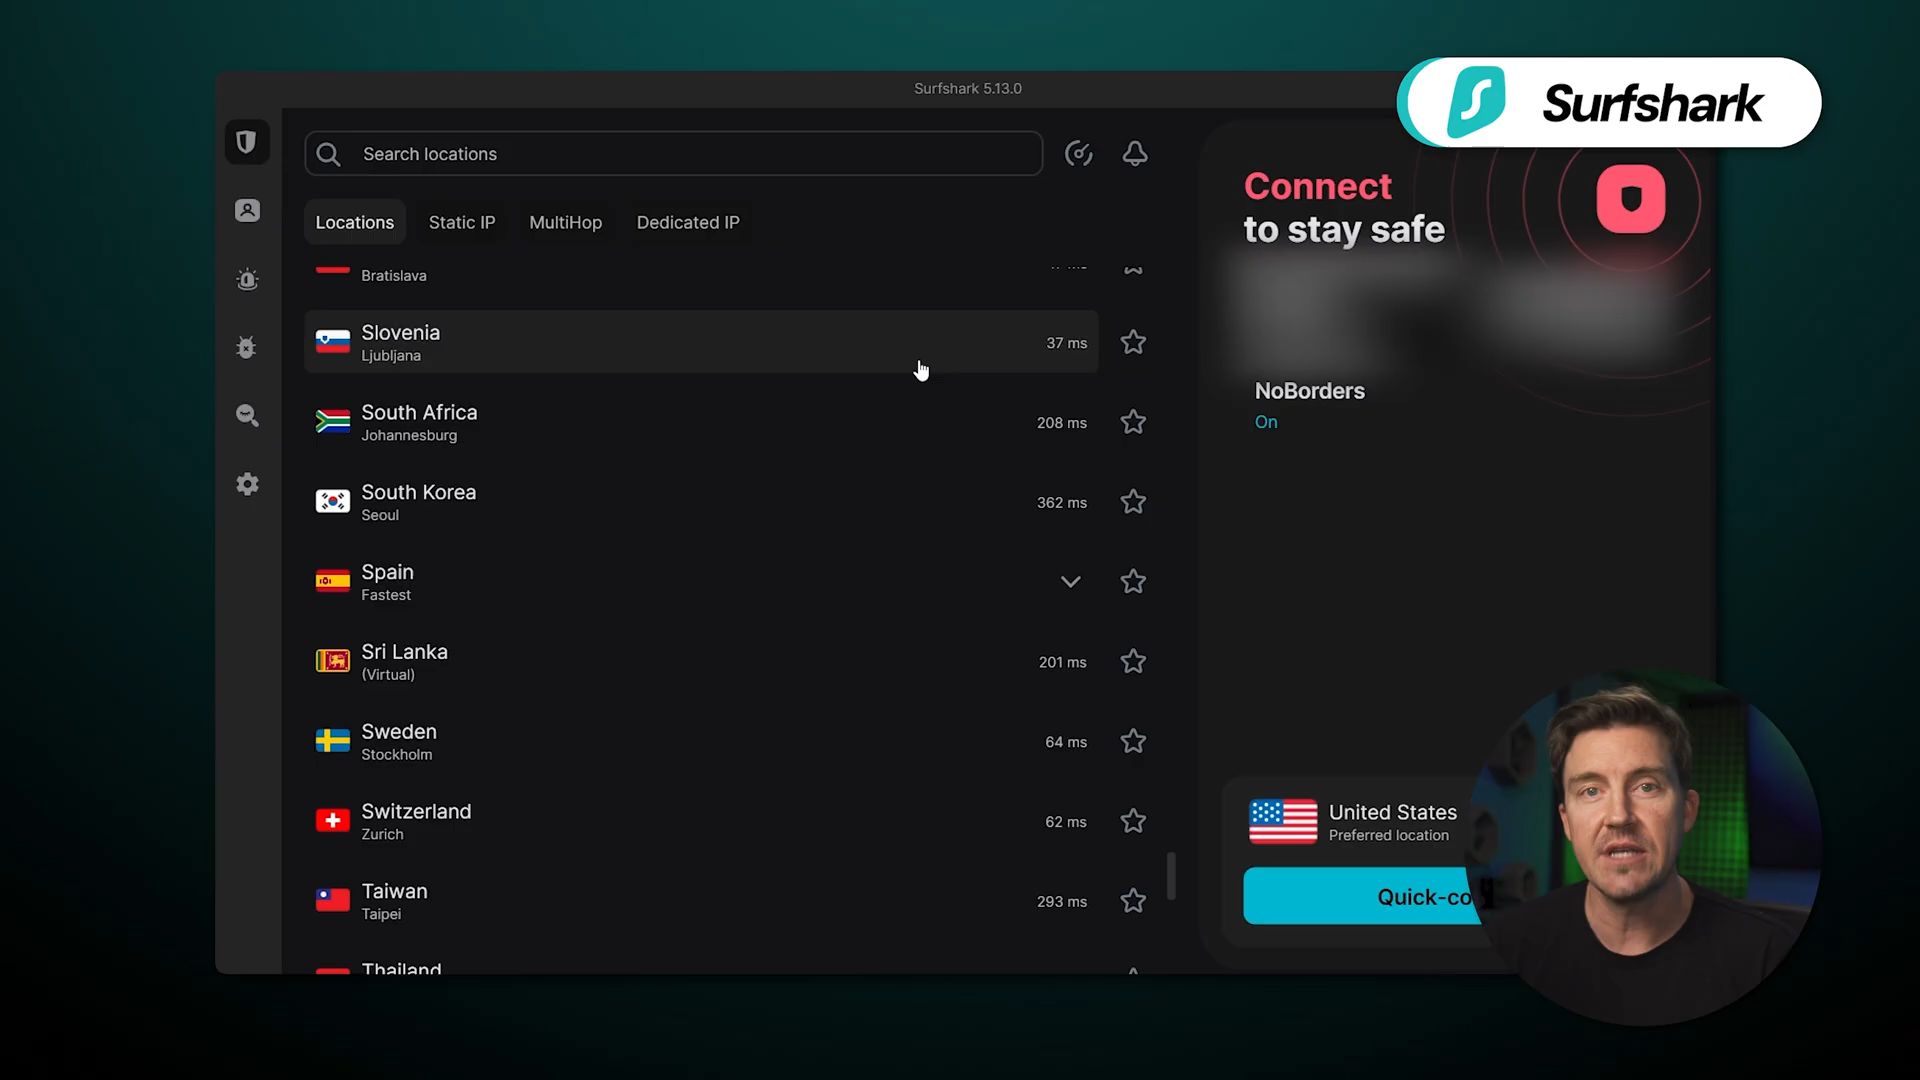 Surfshark 5.13.0
Surfshark
Search locations
Locations
Static IP
MultiHop
Dedicated IP
Bratislava
Slovenia
Ljubljana
37 ms
South Africa
Johannesburg
208 ms
South Korea
Seoul
362 ms
Spain
Fastest
Sri Lanka
(Virtual)
201 ms
Sweden
Stockholm
64 ms
Switzerland
Zurich
62 ms
Taiwan
Taipei
293 ms
Thailand
Connect
to stay safe
NoBorders
On
United States
Preferred location
Quick-co